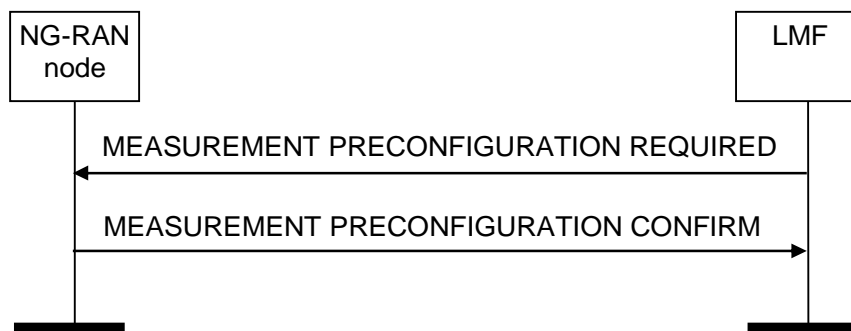 NG-RAN
node
LMF
MEASUREMENT PRECONFIGURATION REQUIRED
MEASUREMENT PRECONFIGURATION CONFIRM